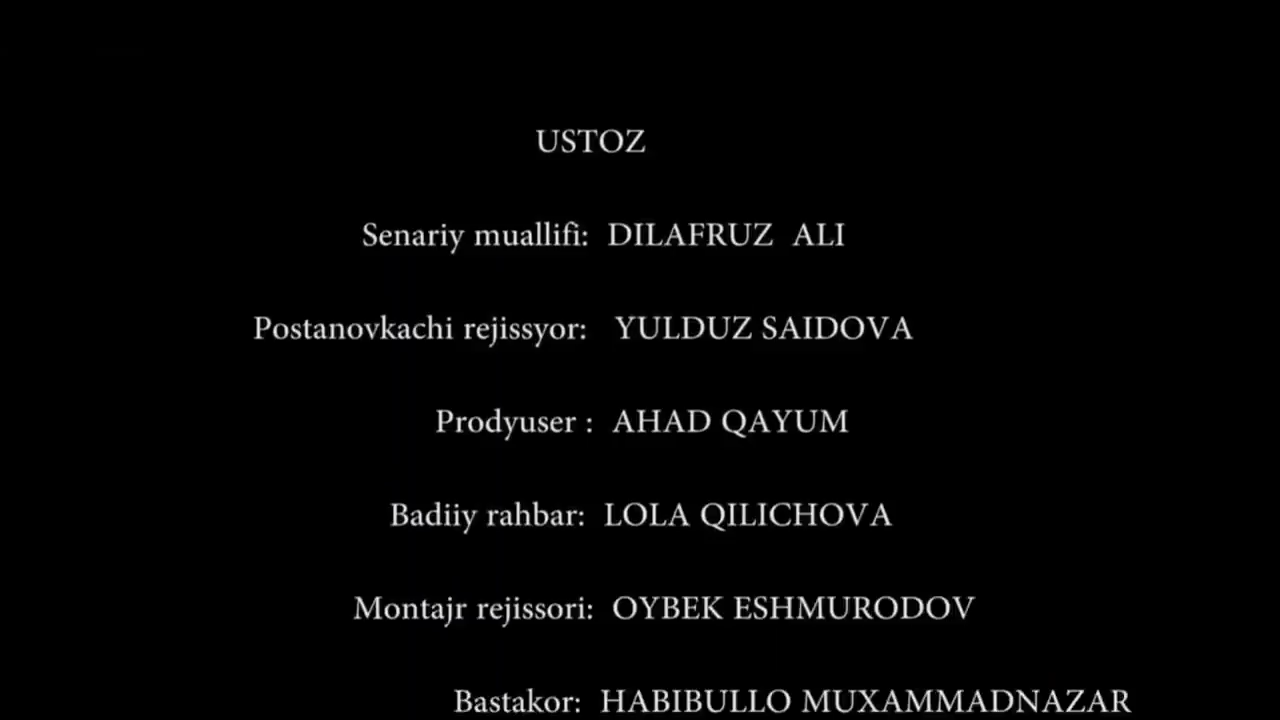 USTOZ
Senariy muallifi: DILAFRUZ ALI
Postanovkachi rejissyor: YULDUZ SAIDOVA
Prodyuser : AHAD QAYUM
Badiiy rahbar: LOLA QILICHOVA
Montajr rejissori: OYBEK ESHMURODOV
Bastakor: HABIBULLO MUXAMMADNAZAR